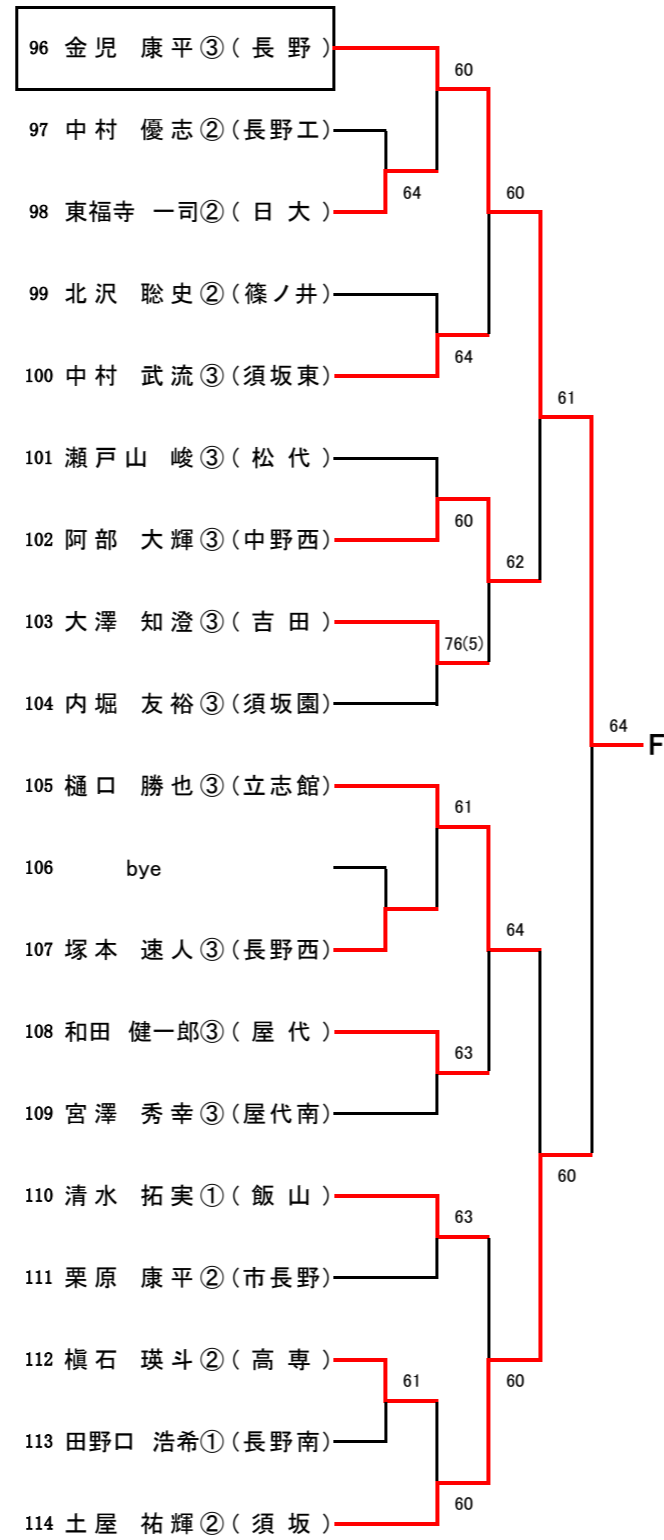 96 金児 康平③(長野)
60
97 中村 優志②(長野工)
64
60
98 東福寺 一司②(日大)
99 北沢 聡史②(篠ノ井)
64
100 中村 武流③(須坂東)
61
101 瀬戸山 峻③(松代)
60
102 阿部 大輝③(中野西)
62
103 大澤 知澄③(吉田)
76(5)
104 内堀 友裕③(須坂園)
64
F
105 樋口 勝也③(立志館)
61
106 bye
64
107 塚本 速人③(長野西)
108 和田 健一郎③(屋代)
63
109 宮澤 秀幸③(屋代南)
60
110 清水 拓実①(飯山)
63
111 栗原 康平②(市長野)
112 槇石 瑛斗②(高専)
61
60
113 田野口 浩希①(長野南)
60
114 土屋 祐輝②(須坂)